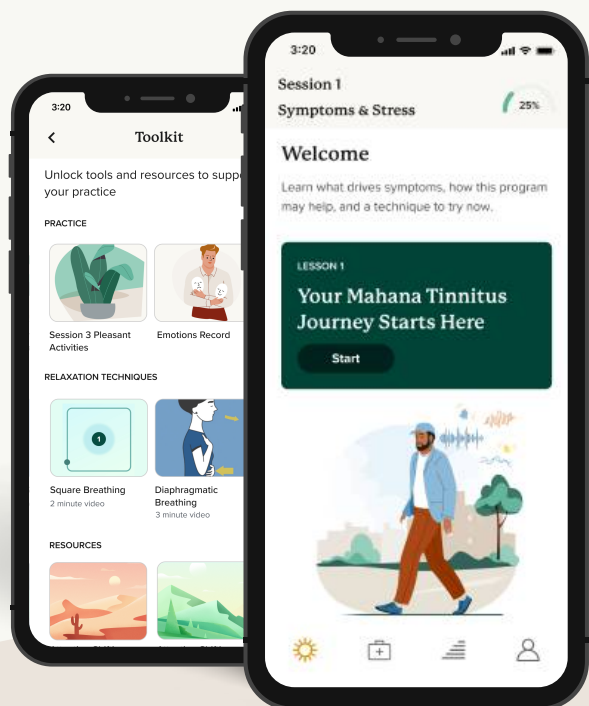 3:20
Toolkit
Unlock tools and resources to supp
your practice
PRACTICE
Session 3 Pleasant
Activities
Emotions Record
RELAXATION TECHNIQUES
1
Square Breathing
2 minute video
Diaphragmatic
Breathing
3 minute video
RESOURCES
3:20
Session 1
Symptoms & Stress
25%
Welcome
Learn what drives symptoms, how this program
may help, and a technique to try now.
LESSON 1
Your Mahana Tinnitus
Journey Starts Here
Start